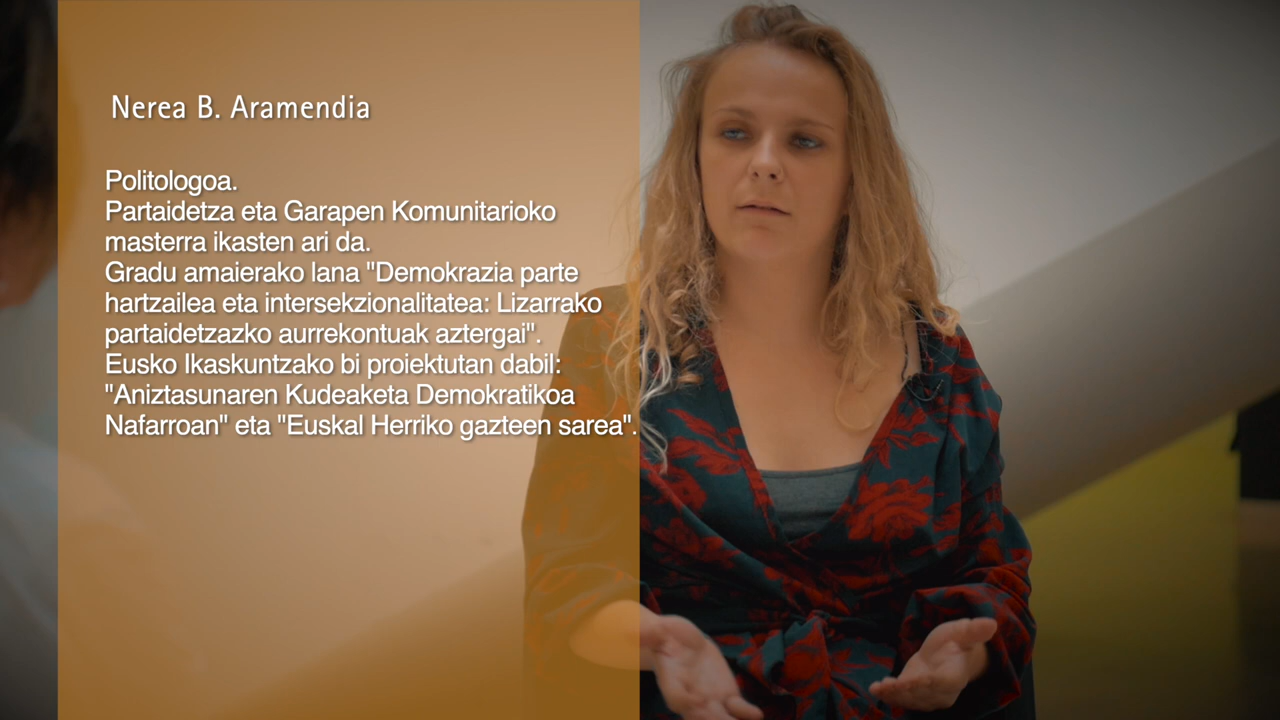 Nerea B. Aramendia
Politologoa.
Partaidetza eta Garapen Komunitarioko
masterra ikasten ari da.
Gradu amaierako lana "Demokrazia parte
hartzailea eta intersekzionalitatea: Lizarrako
partaidetzazko aurrekontuak aztergai".
Eusko Ikaskuntzako bi proiektutan dabil:
"Aniztasunaren Kudeaketa Demokratikoa
Nafarroan" eta "Euskal Herriko gazteen sarea".